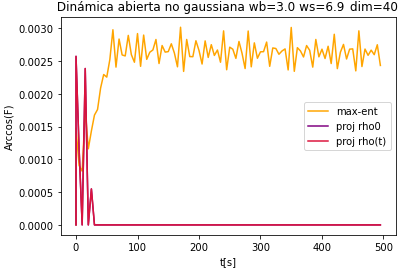 Dinámica abierta no gaussiana wb=3.0 ws=6.9 dim=40
0.0030
0.0025
0.0020
0.0015
0.0010
0.0005
0.0000
Arccos(F)
max-ent
proj rho0
proj rho(t)
0 100 200 300 400 500
t[s]